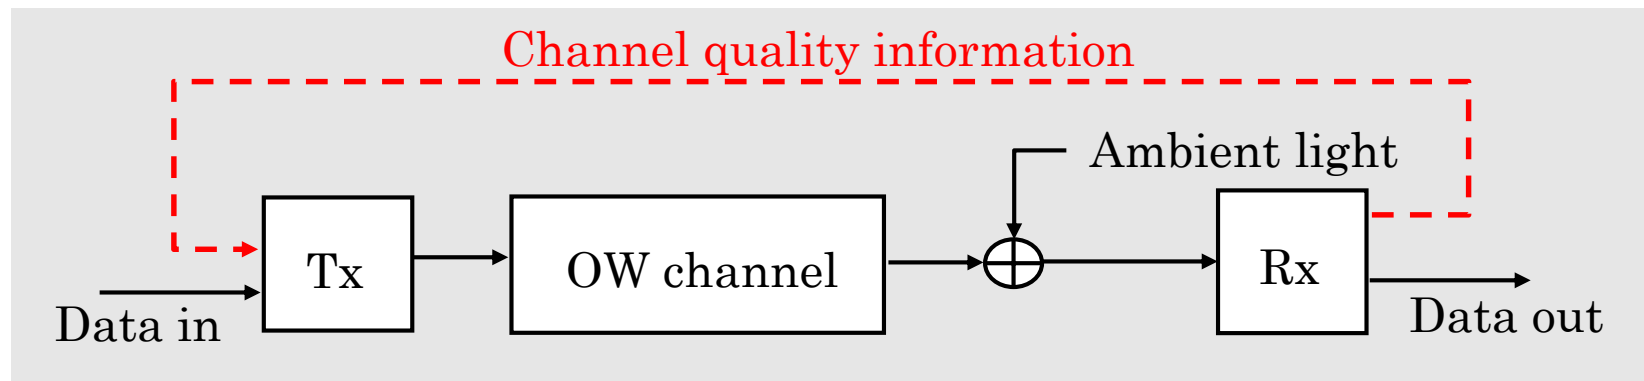 Channel quality information
Ambient light
Tx
OW channel
Rx
Data in
Data out